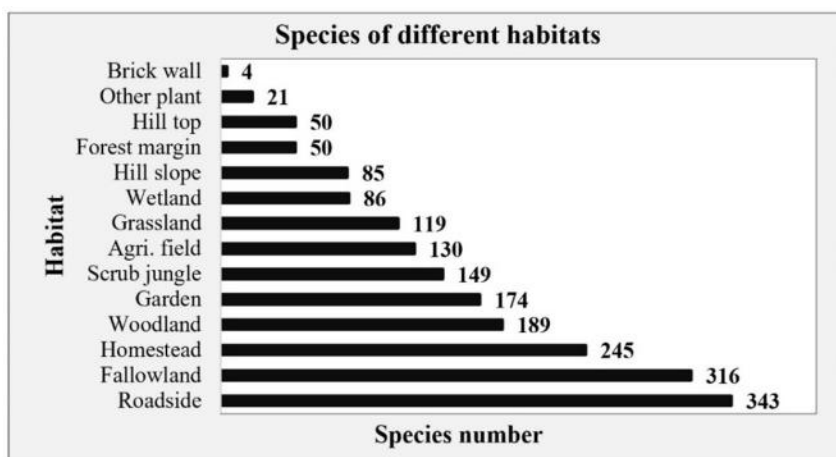 Species of different habitats
Habitat
Brick wall 4
Other plant 21
Hill top 50
Forest margin 50
Hill slope 85
Wetland 86
Grassland 119
Agri. field 130
Scrub jungle 149
Garden 174
Woodland 189
Homestead 245
Fallowland 316
Roadside 343
Species number